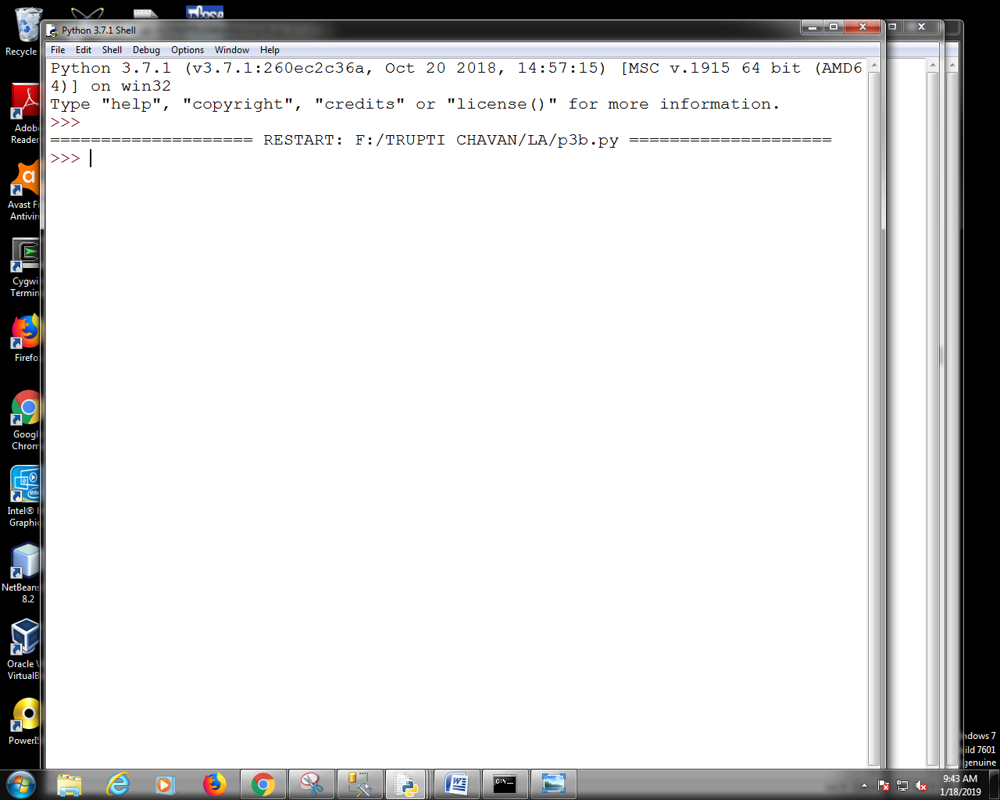 Python 3.7.1 Shell
File Edit Shell Debug Options Window Help
Python 3.7.1 (v3.7.1:260ec2c36a, Oct 20 2018, 14:57:15) [MSC v.1915 64 bit (AMD6
4)] on win32
Type "help", "copyright", "credits" or "license()" for more information.
>>>
==================== RESTART: F:/TRUPTI CHAVAN/LA/p3b.py ====================
>>>
Recycle
Adob
Reader
Avast F
Antiviru
Cygwi
Termin
Firefo
Googl
Chrom
Intel®
Graphic
NetBeans
8.2
Oracle V
VirtualB
PowerIS
ndows 7
ild 7601
genuine
9:43 AM
1/18/2019